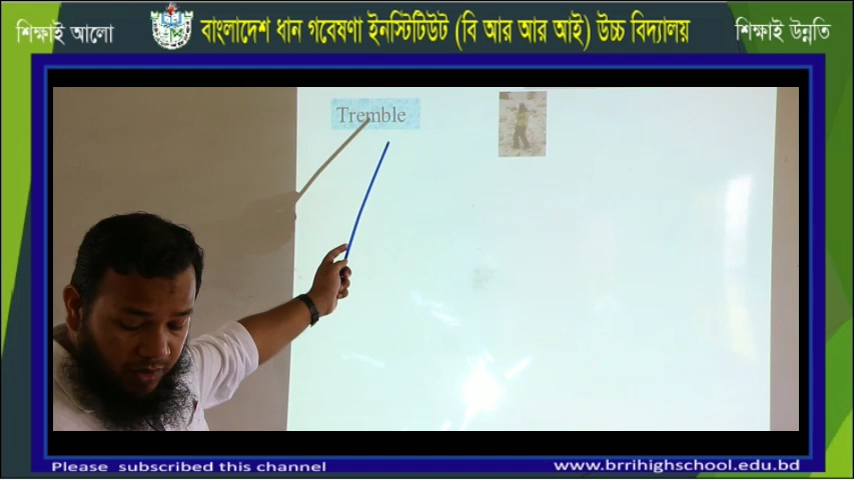 শিক্ষাই আলো
বাংলাদেশ ধান গবেষণা ইনস্টিটিউট (বি আর আর আই) উচ্চ বিদ্যালয়
শিক্ষাই উন্নতি
Tremble
Please subscribed this channel
www.brrihighschool.edu.bd